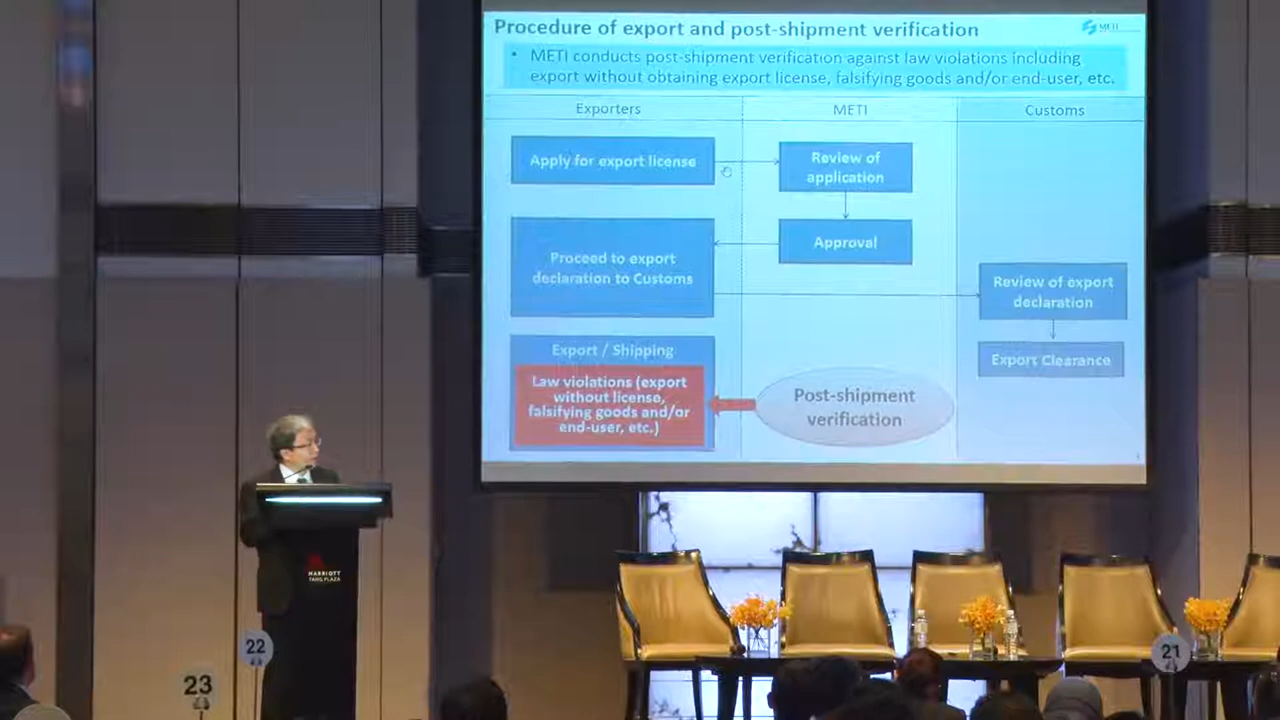 Procedure of export and post-shipment verification
METI
• METI conducts post-shipment verification against law violations including
export without obtaining export license, falsifying goods and/or end-user, etc.
Exporters
METI
Customs
Apply for export license
Review of
application
Approval
Proceed to export
declaration to Customs
Review of export
declaration
Export Clearance
Export / Shipping
Law violations (export
without license,
falsifying goods and/or
end-user, etc.)
Post-shipment
verification
MARRIOTT
TANG PLAZA
22
23
21